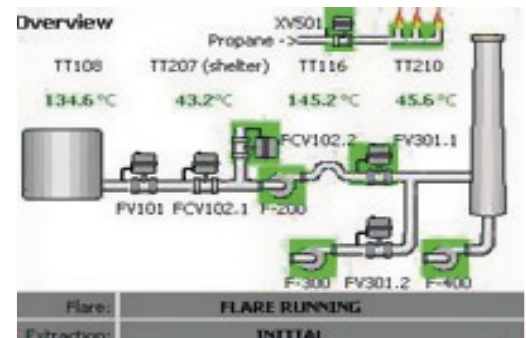 Overview
XV501
Propane ->
TT108 TT207 (shelter) TT116 TT210
134.6 °C 43.2°C 145.2 °C 45.6 °C
FCV102.2 FV301.1
FV101 FCV102.1 F-200
F-300 FV301.2 F-400
Flare: FLARE RUNNING
Extraction: INITIAL